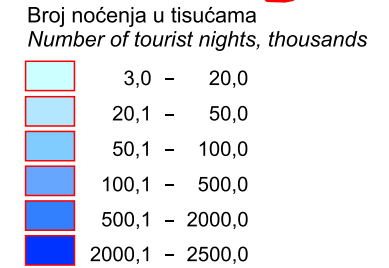 Broj noćenja u tisućama
Number of tourist nights, thousands
3,0 – 20,0
20,1 – 50,0
50,1 – 100,0
100,1 – 500,0
500,1 – 2000,0
2000,1 – 2500,0